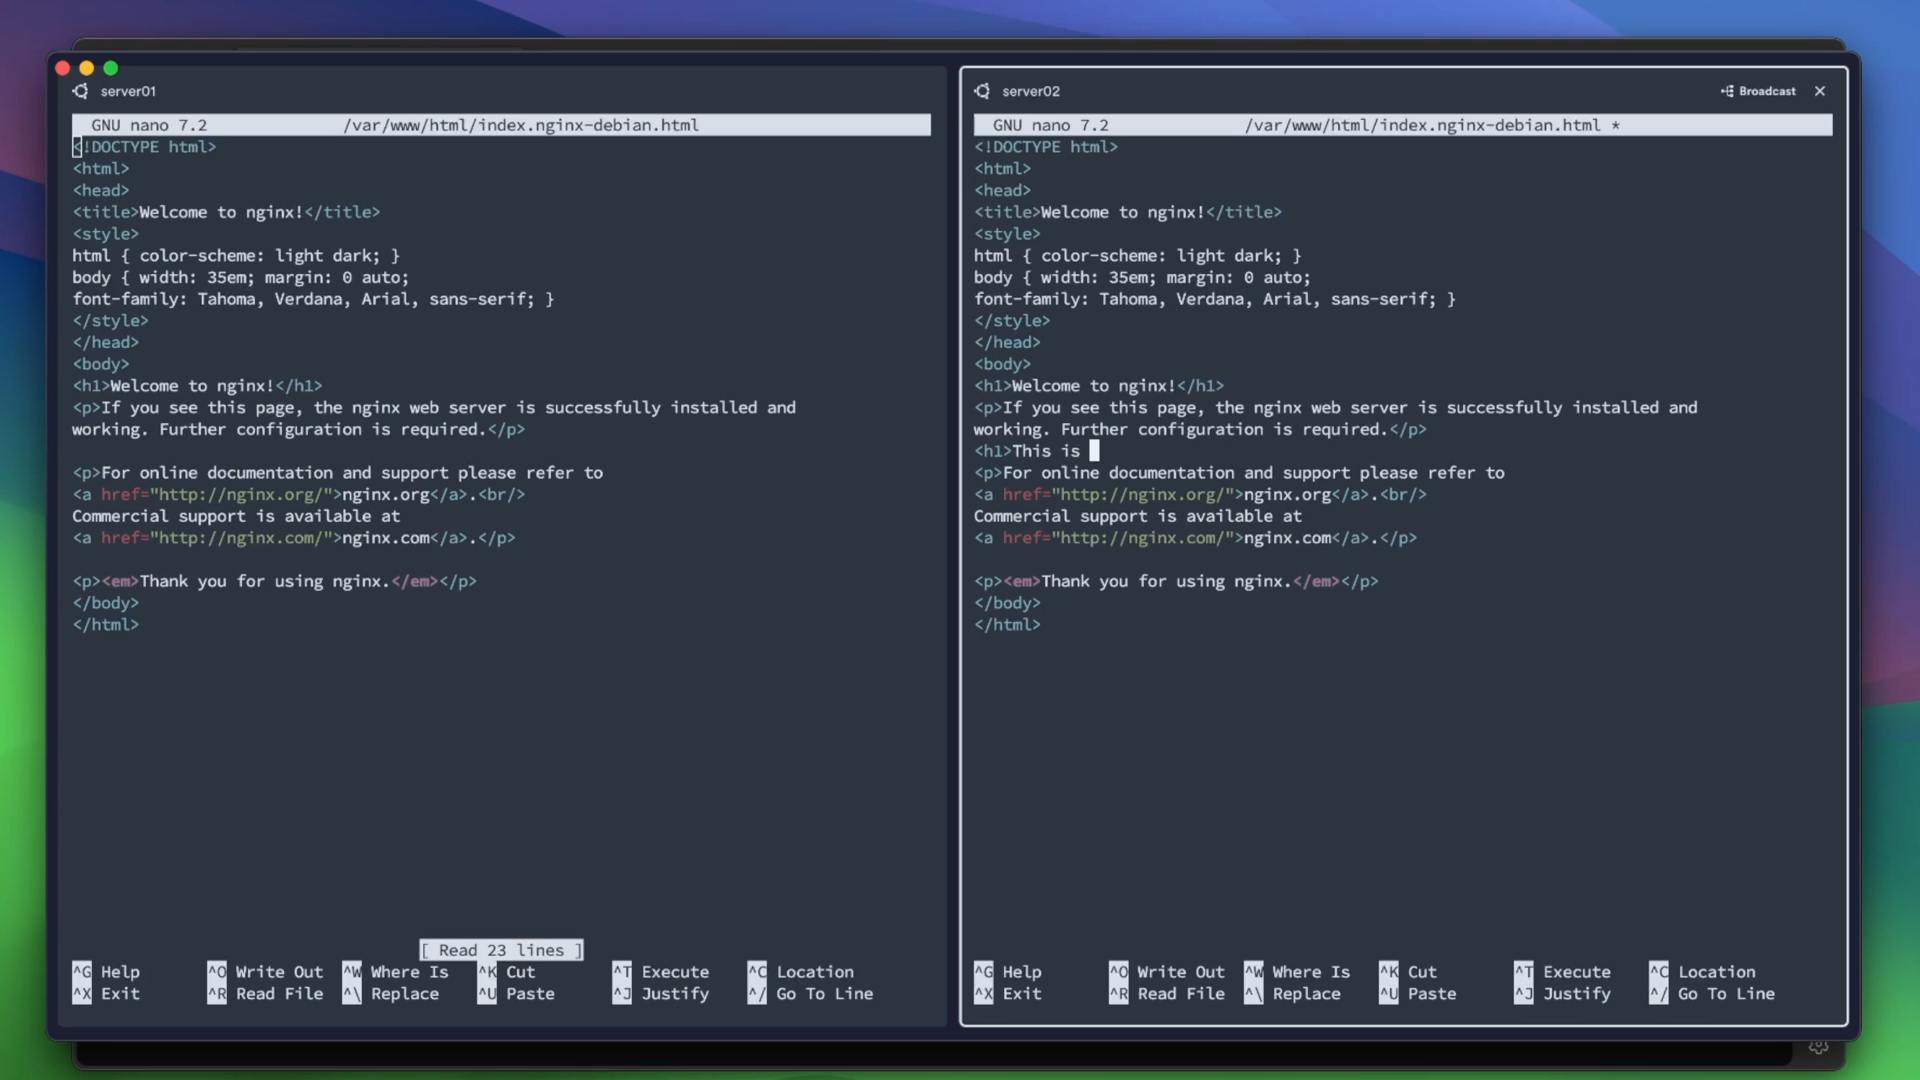 server01
GNU nano 7.2 /var/www/html/index.nginx-debian.html
<!DOCTYPE html>
<html>
<head>
<title>Welcome to nginx!</title>
<style>
html { color-scheme: light dark; }
body { width: 35em; margin: 0 auto;
font-family: Tahoma, Verdana, Arial, sans-serif; }
</style>
</head>
<body>
<h1>Welcome to nginx!</h1>
<p>If you see this page, the nginx web server is successfully installed and
working. Further configuration is required.</p>

<p>For online documentation and support please refer to
<a href="http://nginx.org/">nginx.org</a>.<br/>
Commercial support is available at
<a href="http://nginx.com/">nginx.com</a>.</p>

<p><em>Thank you for using nginx.</em></p>
</body>
</html>
[ Read 23 lines ]
^G Help ^O Write Out ^W Where Is ^K Cut ^T Execute ^C Location
^X Exit ^R Read File ^\ Replace ^U Paste ^J Justify ^/ Go To Line
server02
Broadcast
GNU nano 7.2 /var/www/html/index.nginx-debian.html *
<!DOCTYPE html>
<html>
<head>
<title>Welcome to nginx!</title>
<style>
html { color-scheme: light dark; }
body { width: 35em; margin: 0 auto;
font-family: Tahoma, Verdana, Arial, sans-serif; }
</style>
</head>
<body>
<h1>Welcome to nginx!</h1>
<p>If you see this page, the nginx web server is successfully installed and
working. Further configuration is required.</p>
<h1>This is
<p>For online documentation and support please refer to
<a href="http://nginx.org/">nginx.org</a>.<br/>
Commercial support is available at
<a href="http://nginx.com/">nginx.com</a>.</p>

<p><em>Thank you for using nginx.</em></p>
</body>
</html>
^G Help ^O Write Out ^W Where Is ^K Cut ^T Execute ^C Location
^X Exit ^R Read File ^\ Replace ^U Paste ^J Justify ^/ Go To Line